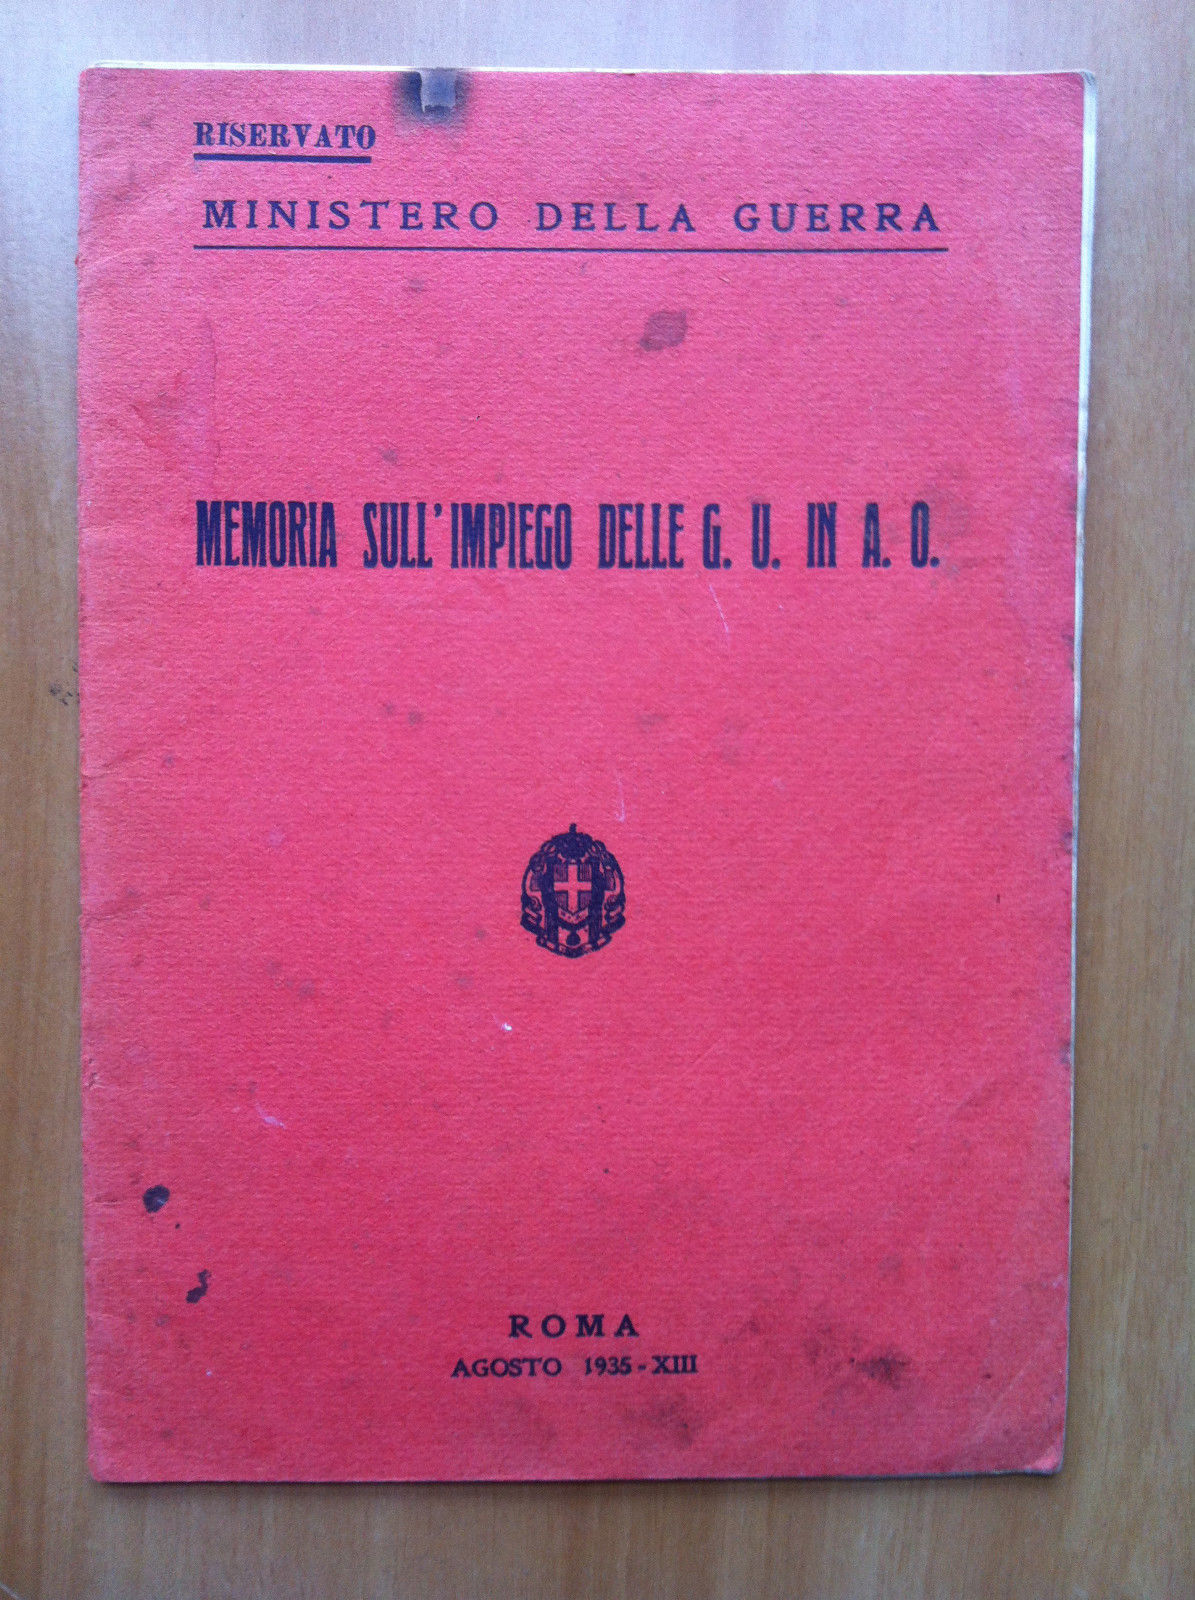 RISERVATO
MINISTERO DELLA GUERRA
MEMORIA SULL'IMPIEGO DELLE G. U. IN A. O.
ROMA
AGOSTO 1935-XIII